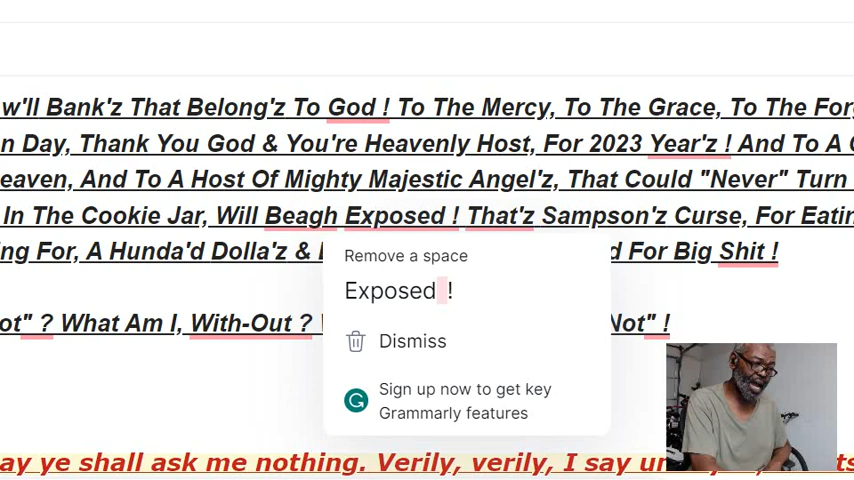 w'll Bank'z That Belong'z To God ! To The Mercy, To The Grace, To The For
n Day, Thank You God & You're Heavenly Host, For 2023 Year'z ! And To A
eaven, And To A Host Of Mighty Majestic Angel'z, That Could "Never" Turn
In The Cookie Jar, Will Beagh Exposed ! That'z Sampson'z Curse, For Eatin
ng For, A Hunda'd Dolla'z & d For Big Shit !
Remove a space
Exposed !
ot" ? What Am I, With-Out ? Not" !
Dismiss
Sign up now to get key
Grammarly features
ay ye shall ask me nothing. Verily, verily, I say